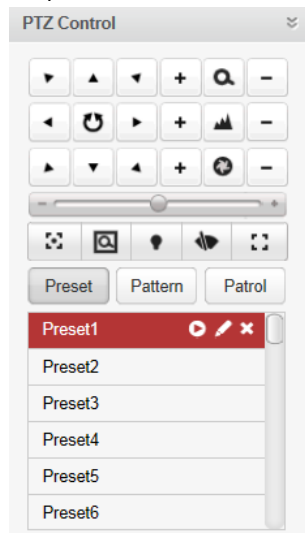 PTZ Control
Preset Pattern Patrol
Preset1
Preset2
Preset3
Preset4
Preset5
Preset6